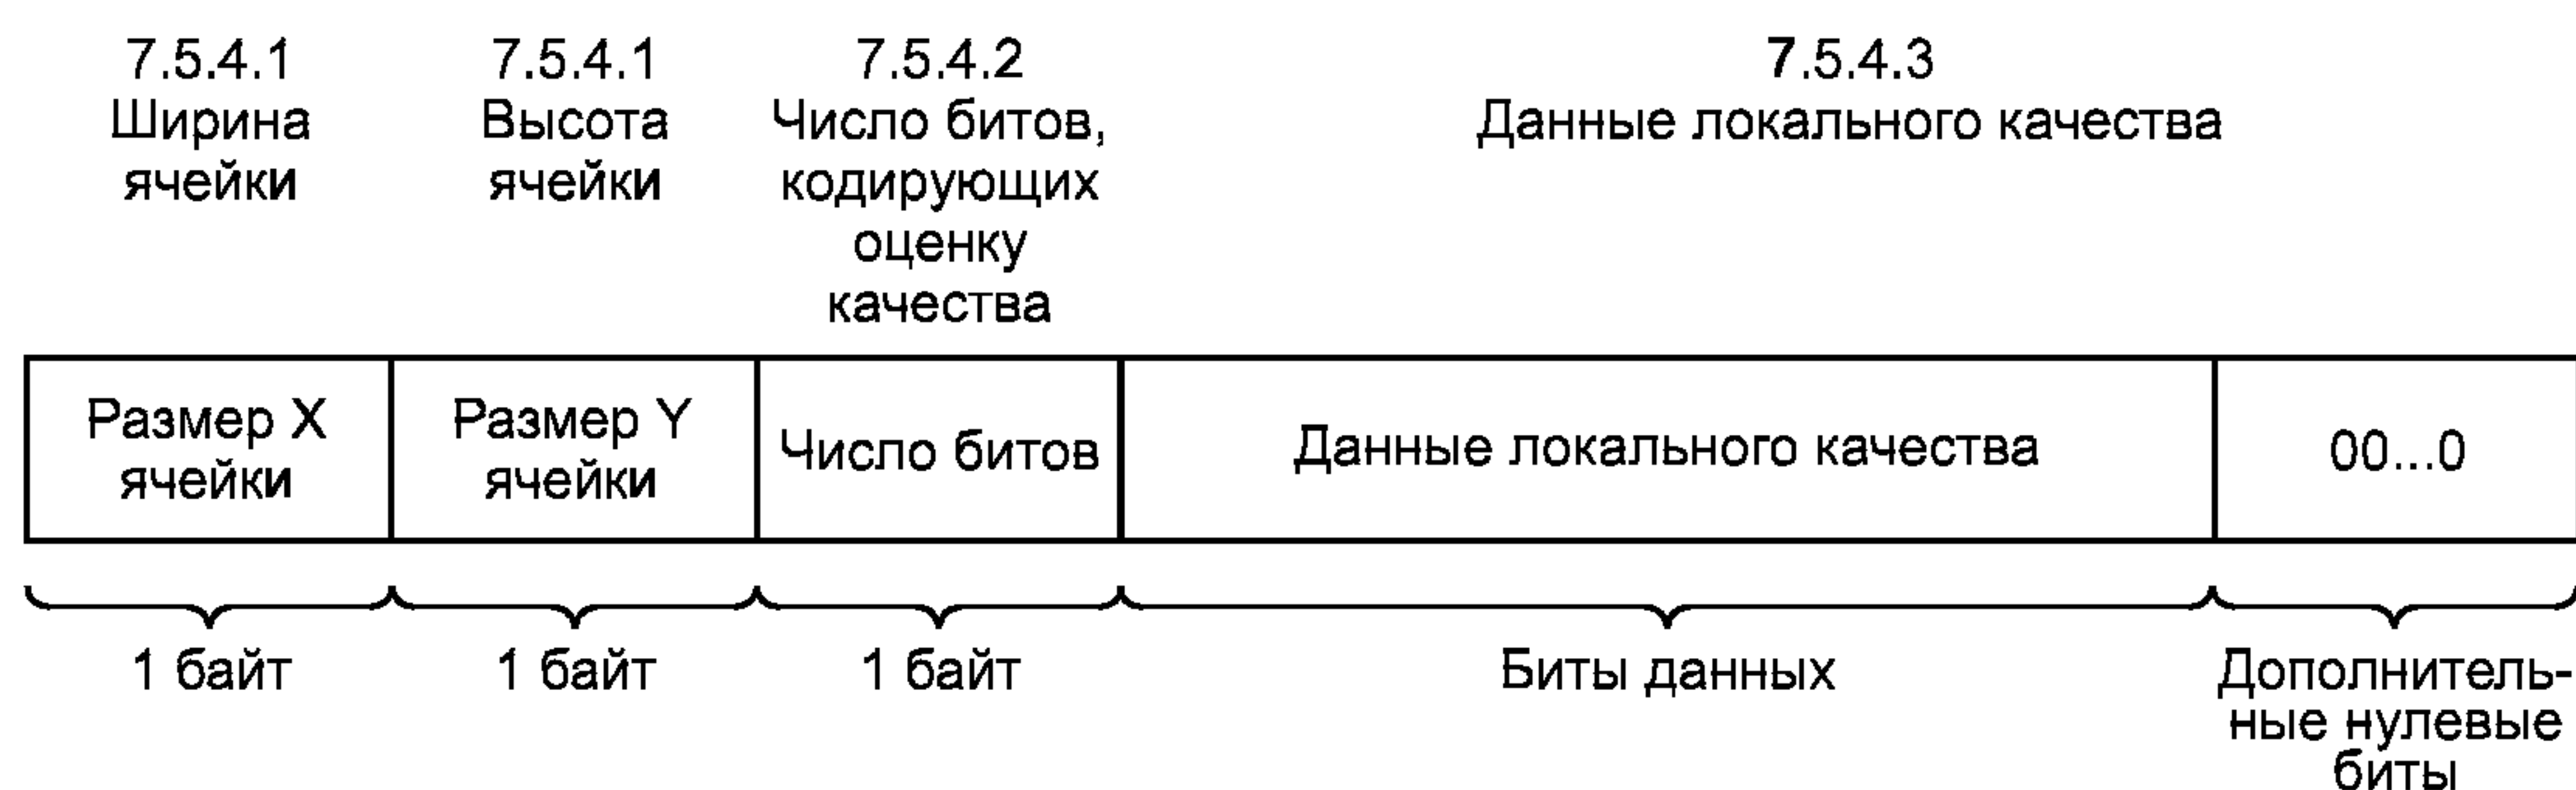 7.5.4.1
Ширина
ячейки
7.5.4.1
Высота
ячейки
7.5.4.2
Число битов,
кодирующих
оценку
качества
7.5.4.3
Данные локального качества
Размер X
ячейки
Размер Y
ячейки
Число битов
Данные локального качества
00...0
1 байт
1 байт
1 байт
Биты данных
Дополнитель-
ные нулевые
биты